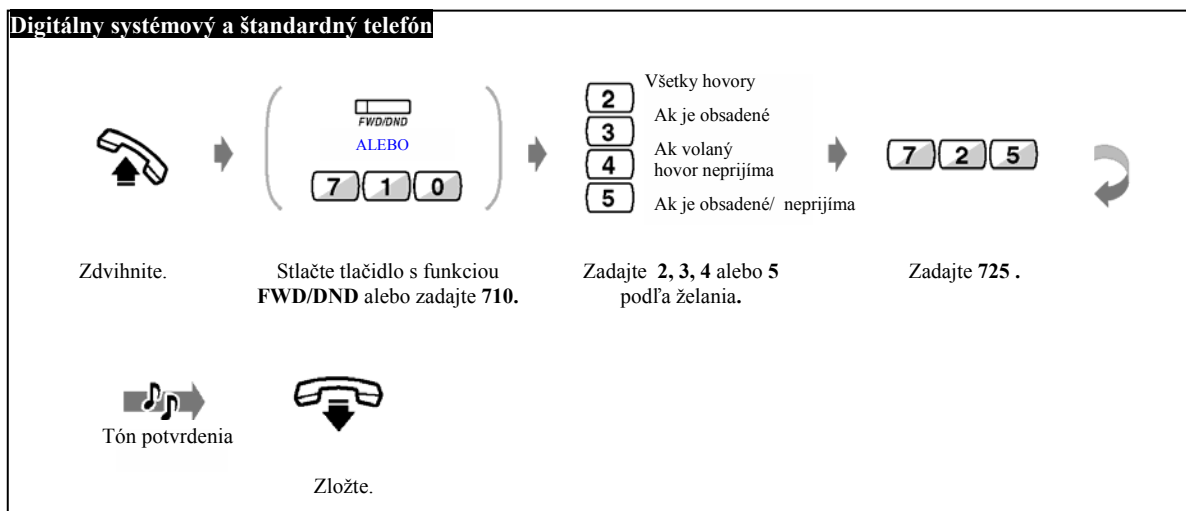 Digitálny systémový a štandardný telefón
FWD/DND
ALEBO
7 1 0
2 Všetky hovory
3 Ak je obsadené
4 Ak volaný
hovor neprijíma
5 Ak je obsadené/ neprijíma
7 2 5
Zdvihnite.
Stlačte tlačidlo s funkciou
FWD/DND alebo zadajte 710.
Zadajte 2, 3, 4 alebo 5
podľa želania.
Zadajte 725 .
Tón potvrdenia
Zložte.